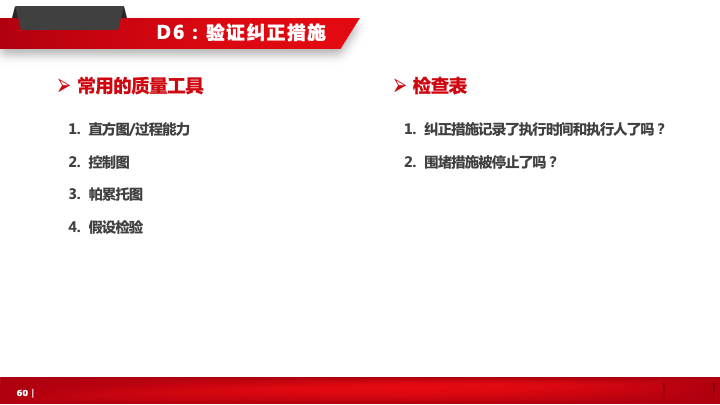 D6：验证纠正措施
➢ 常用的质量工具
1. 直方图/过程能力
2. 控制图
3. 帕累托图
4. 假设检验
➢ 检查表
1. 纠正措施记录了执行时间和执行人了吗？
2. 围堵措施被停止了吗？
60 |